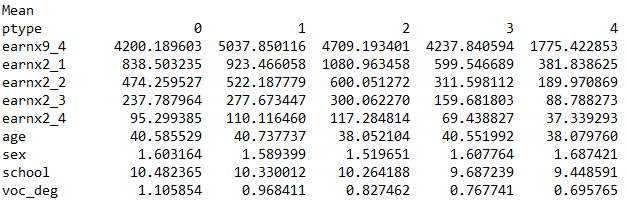 Mean
ptype 0 1 2 3 4
earnx9_4 4200.189603 5037.850116 4709.193401 4237.840594 1775.422853
earnx2_1 838.503235 923.466058 1080.963458 599.546689 381.838625
earnx2_2 474.259527 522.187779 600.051272 311.598112 189.970869
earnx2_3 237.787964 277.673447 300.062270 159.681803 88.788273
earnx2_4 95.299385 110.116460 117.284814 69.438827 37.339293
age 40.585529 40.737737 38.052104 40.551992 38.079760
sex 1.603164 1.589399 1.519651 1.607764 1.687421
school 10.482365 10.330012 10.264188 9.687239 9.448591
voc_deg 1.105854 0.968411 0.827462 0.767741 0.695765